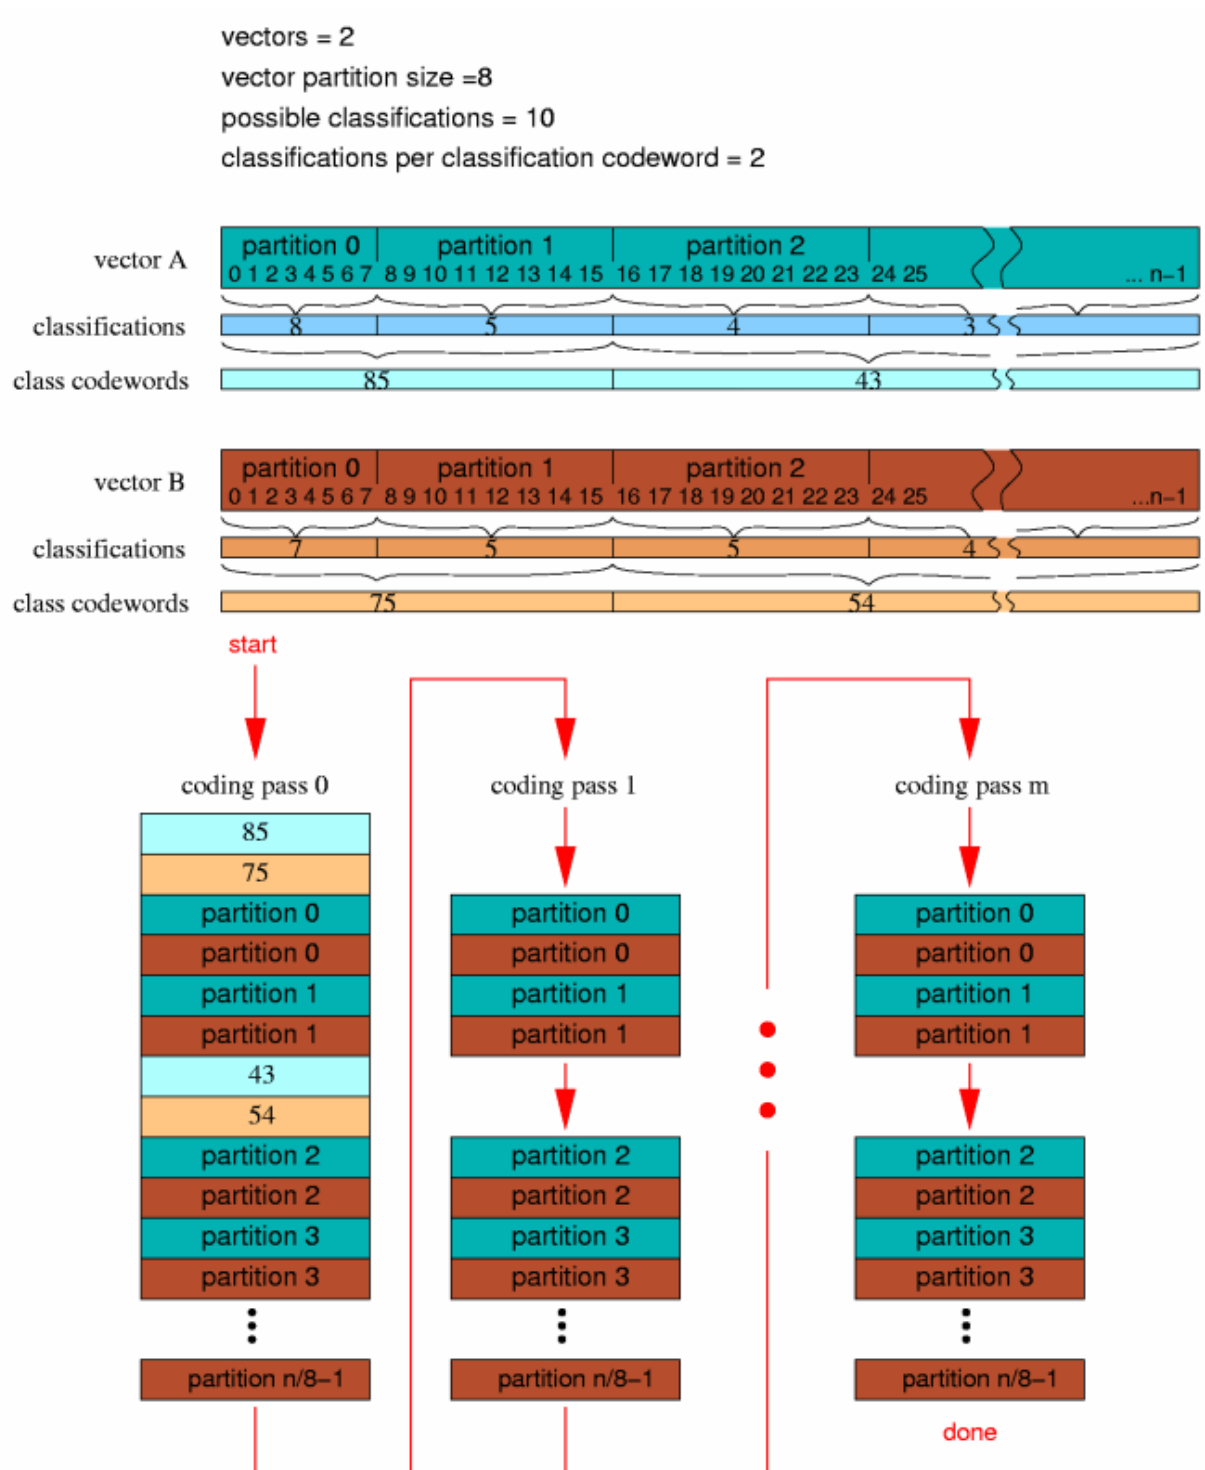 vectors = 2
vector partition size =8
possible classifications = 10
classifications per classification codeword = 2
vector A
partition 0 partition 1 partition 2
0 1 2 3 4 5 6 7 8 9 10 11 12 13 14 15 16 17 18 19 20 21 22 23 24 25 ... n−1
classifications 8 5 4 3
class codewords 85 43
vector B
partition 0 partition 1 partition 2
0 1 2 3 4 5 6 7 8 9 10 11 12 13 14 15 16 17 18 19 20 21 22 23 24 25 ...n−1
classifications 7 5 5 4
class codewords 75 54
start
coding pass 0
85
75
partition 0
partition 0
partition 1
partition 1
43
54
partition 2
partition 2
partition 3
partition 3
partition n/8−1
coding pass 1
partition 0
partition 0
partition 1
partition 1
partition 2
partition 2
partition 3
partition 3
partition n/8−1
coding pass m
partition 0
partition 0
partition 1
partition 1
partition 2
partition 2
partition 3
partition 3
partition n/8−1
done